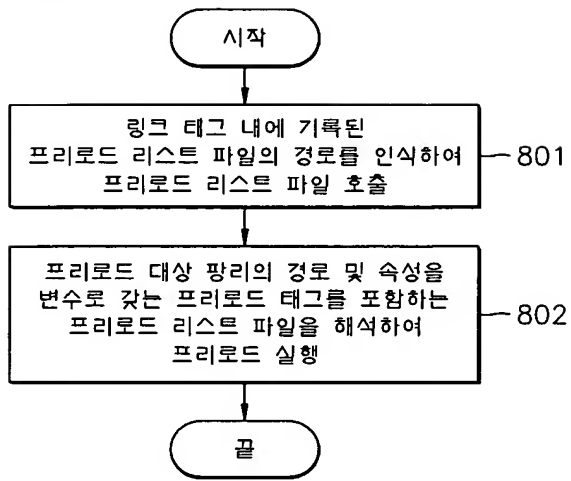 시작
링크 태그 내에 기록된
프리로드 리스트 파일의 경로를 인식하여
프리로드 리스트 파일 호출
801
프리로드 대상 팡리의 경로 및 속성을
변수로 갖는 프리로드 태그를 포함하는
프리로드 리스트 파일을 해석하여
프리로드 실행
802
끝